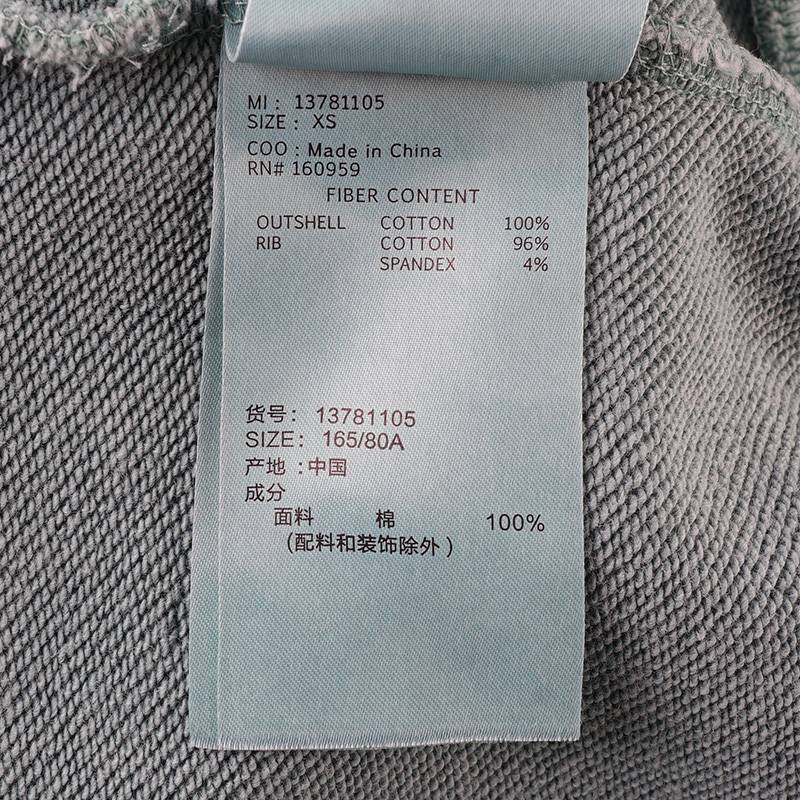 MI : 13781105
SIZE : XS
COO : Made in China
RN# 160959
FIBER CONTENT
OUTSHELL COTTON 100%
RIB COTTON 96%
SPANDEX 4%
货号： 13781105
SIZE: 165/80A
产地 :中国
成分
面料 棉 100%
（配料和装饰除外）